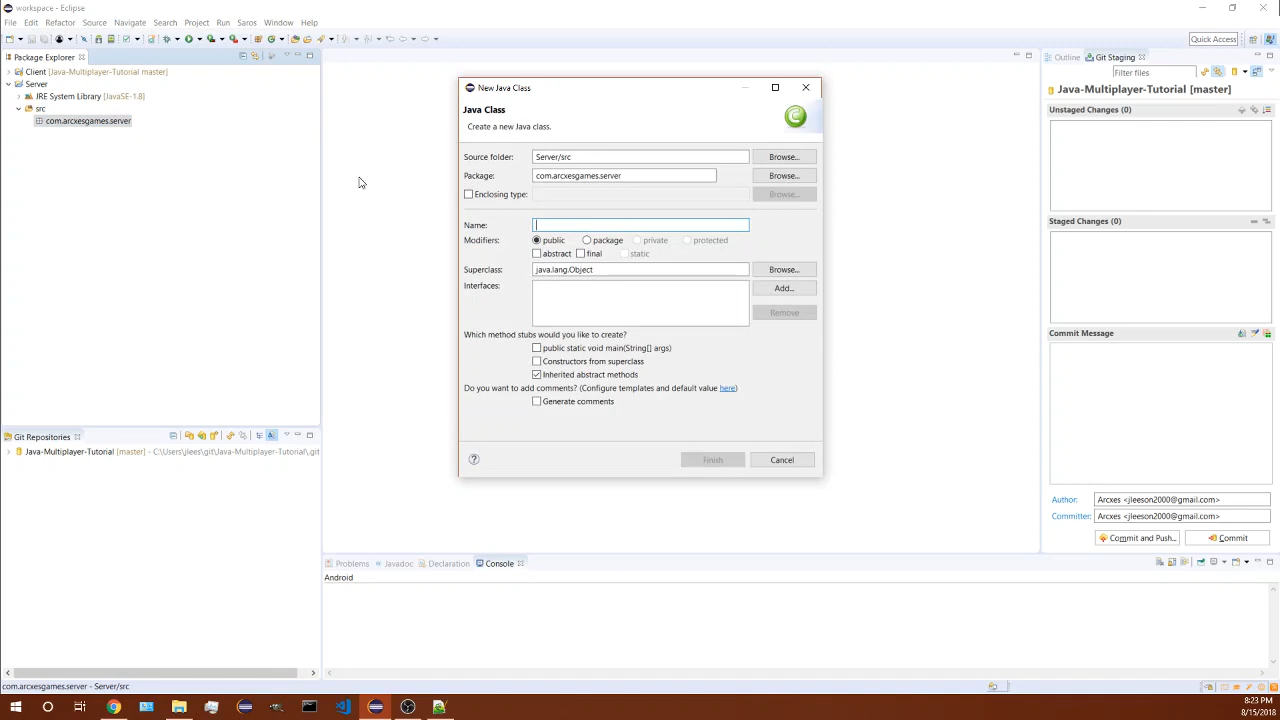 workspace - Eclipse
File Edit Refactor Source Navigate Search Project Run Saros Window Help
Quick Access
Package Explorer
Client [Java-Multiplayer-Tutorial master]
Server
JRE System Library [JavaSE-1.8]
src
com.arcxesgames.server
Git Repositories
Java-Multiplayer-Tutorial [master] - C:\Users\jlees\git\Java-Multiplayer-Tutorial\.git
New Java Class
Java Class
Create a new Java class.
Source folder: Server/src Browse...
Package: com.arcxesgames.server Browse...
Enclosing type: Browse...
Name:
Modifiers: public package private protected
abstract final static
Superclass: java.lang.Object Browse...
Interfaces: Add...
Remove
Which method stubs would you like to create?
public static void main(String[] args)
Constructors from superclass
Inherited abstract methods
Do you want to add comments? (Configure templates and default value here)
Generate comments
Finish Cancel
Problems Javadoc Declaration Console
Android
Outline Git Staging
Filter files
Java-Multiplayer-Tutorial [master]
Unstaged Changes (0)
Staged Changes (0)
Commit Message
Author: Arcxes <jleeson2000@gmail.com>
Committer: Arcxes <jleeson2000@gmail.com>
Commit and Push... Commit
com.arcxesgames.server - Server/src
8:23 PM
8/15/2018